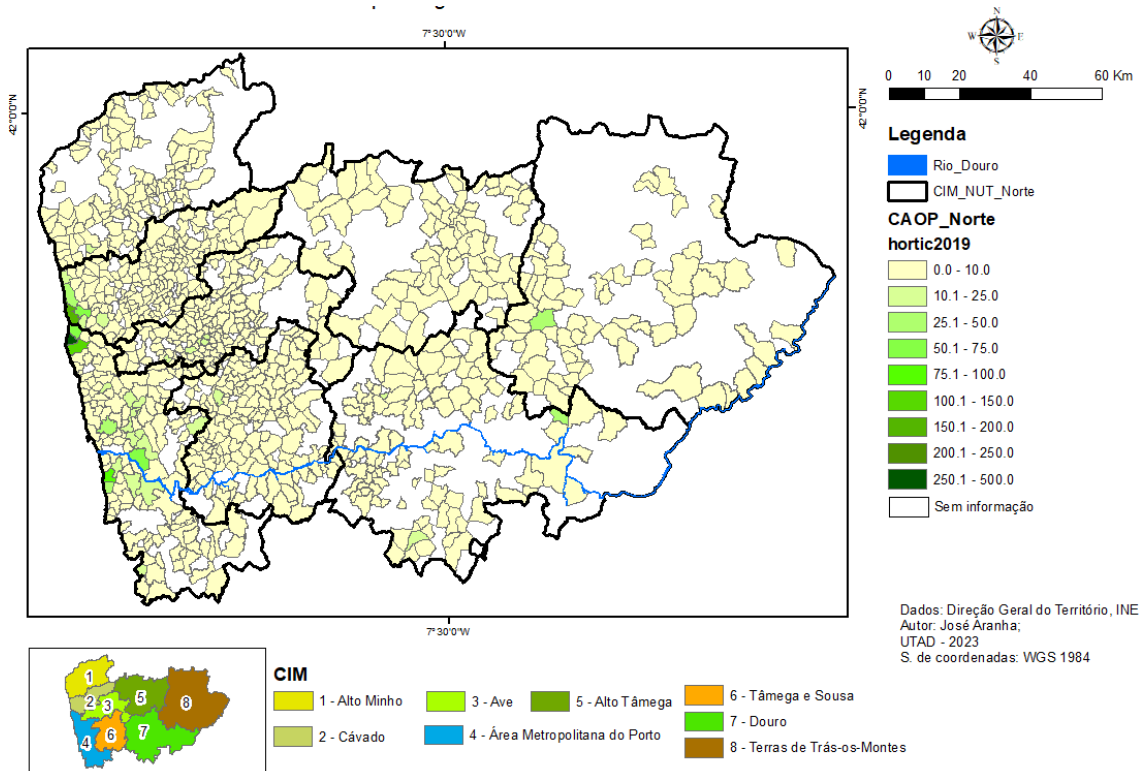 7°30'0"W
N
W E
S
0 10 20 40 60 Km
42°0'0"N
42°0'0"N
Legenda
Rio_Douro
CIM_NUT_Norte
CAOP_Norte
hortic2019
0.0 - 10.0
10.1 - 25.0
25.1 - 50.0
50.1 - 75.0
75.1 - 100.0
100.1 - 150.0
150.1 - 200.0
200.1 - 250.0
250.1 - 500.0
Sem informação
7°30'0"W
Dados: Direção Geral do Território, INE
Autor: José Aranha;
UTAD - 2023
S. de coordenadas: WGS 1984
1
2
3
4
5
6
7
8
CIM
1 - Alto Minho
2 - Cávado
3 - Ave
4 - Área Metropolitana do Porto
5 - Alto Tâmega
6 - Tâmega e Sousa
7 - Douro
8 - Terras de Trás-os-Montes